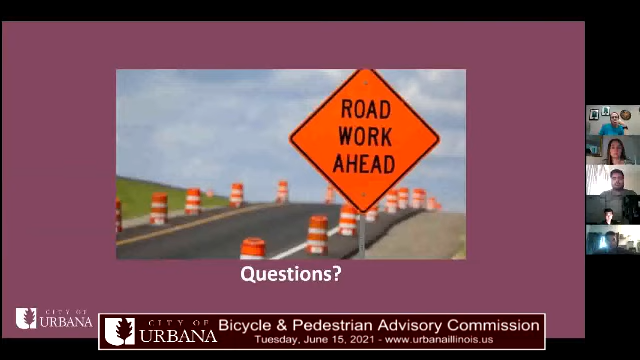 ROAD
WORK
AHEAD
Questions?
CITY OF
URBANA
CITY OF
URBANA
Bicycle & Pedestrian Advisory Commission
Tuesday, June 15, 2021 - www.urbanaillinois.us